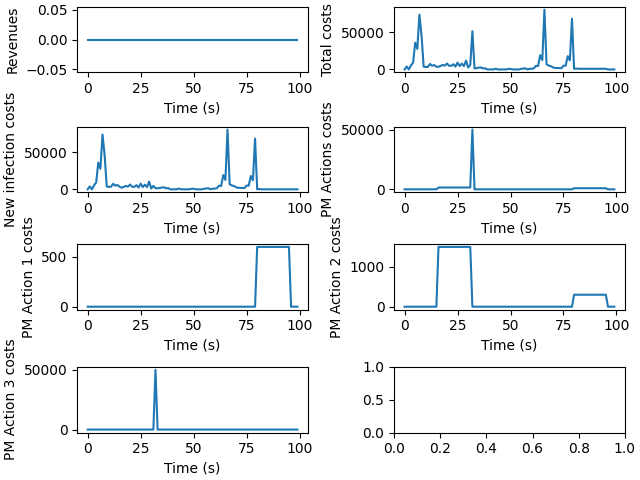 Revenues
0.05
0.00
−0.05
0 25 50 75 100
Time (s)
Total costs
50000
0
0 25 50 75 100
Time (s)
New infection costs
50000
0
0 25 50 75 100
Time (s)
PM Actions costs
50000
0
0 25 50 75 100
Time (s)
PM Action 1 costs
500
0
0 25 50 75 100
Time (s)
PM Action 2 costs
1000
0
0 25 50 75 100
Time (s)
PM Action 3 costs
50000
0
0 25 50 75 100
Time (s)
1.0
0.5
0.0
0.0 0.2 0.4 0.6 0.8 1.0